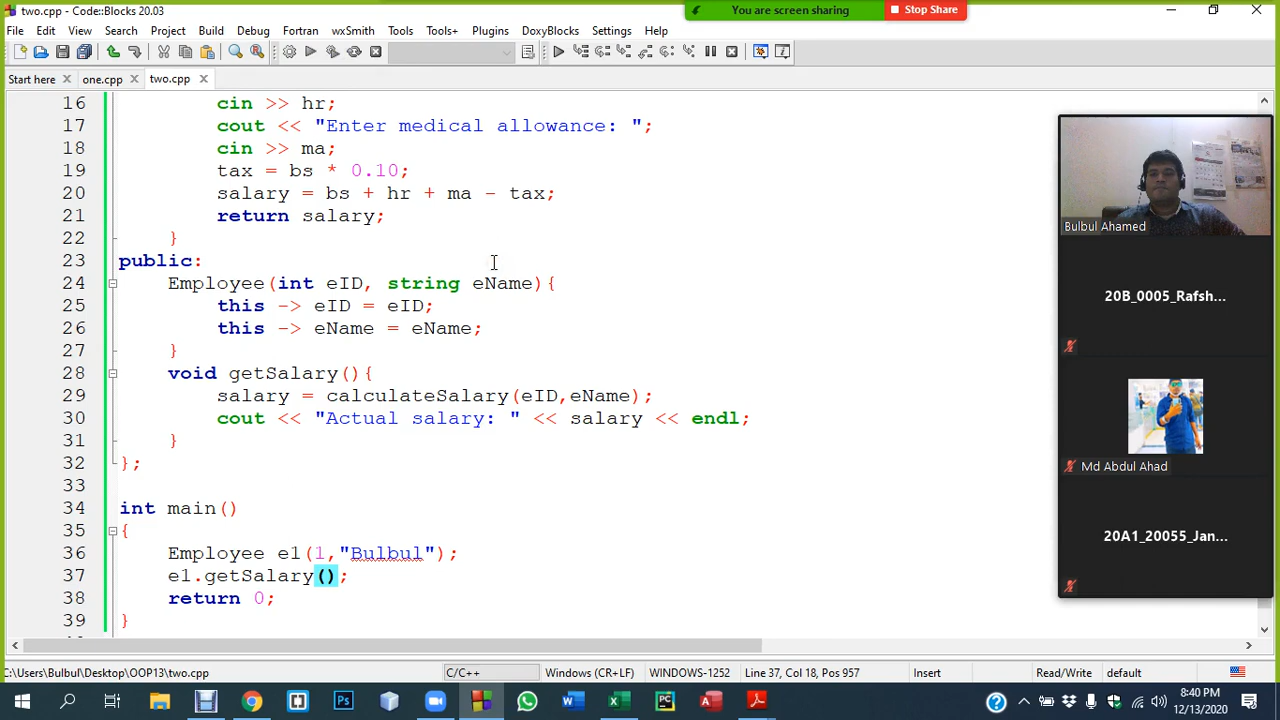 two.cpp - Code::Blocks 20.03
You are screen sharing
Stop Share
File Edit View Search Project Build Debug Fortran wxSmith Tools Tools+ Plugins DoxyBlocks Settings Help
Start here one.cpp two.cpp
16 cin >> hr;
17 cout << "Enter medical allowance: ";
18 cin >> ma;
19 tax = bs * 0.10;
20 salary = bs + hr + ma - tax;
21 return salary;
22 }
23 public:
24 Employee(int eID, string eName){
25 this -> eID = eID;
26 this -> eName = eName;
27 }
28 void getSalary(){
29 salary = calculateSalary(eID,eName);
30 cout << "Actual salary: " << salary << endl;
31 }
32 };
33
34 int main()
35 {
36 Employee e1(1,"Bulbul");
37 e1.getSalary();
38 return 0;
39 }
Bulbul Ahamed
20B_0005_Rafsh...
Md Abdul Ahad
20A1_20055_Jan...
C:\Users\Bulbul\Desktop\OOP13\two.cpp C/C++ Windows (CR+LF) WINDOWS-1252 Line 37, Col 18, Pos 957 Insert Read/Write default
8:40 PM
12/13/2020